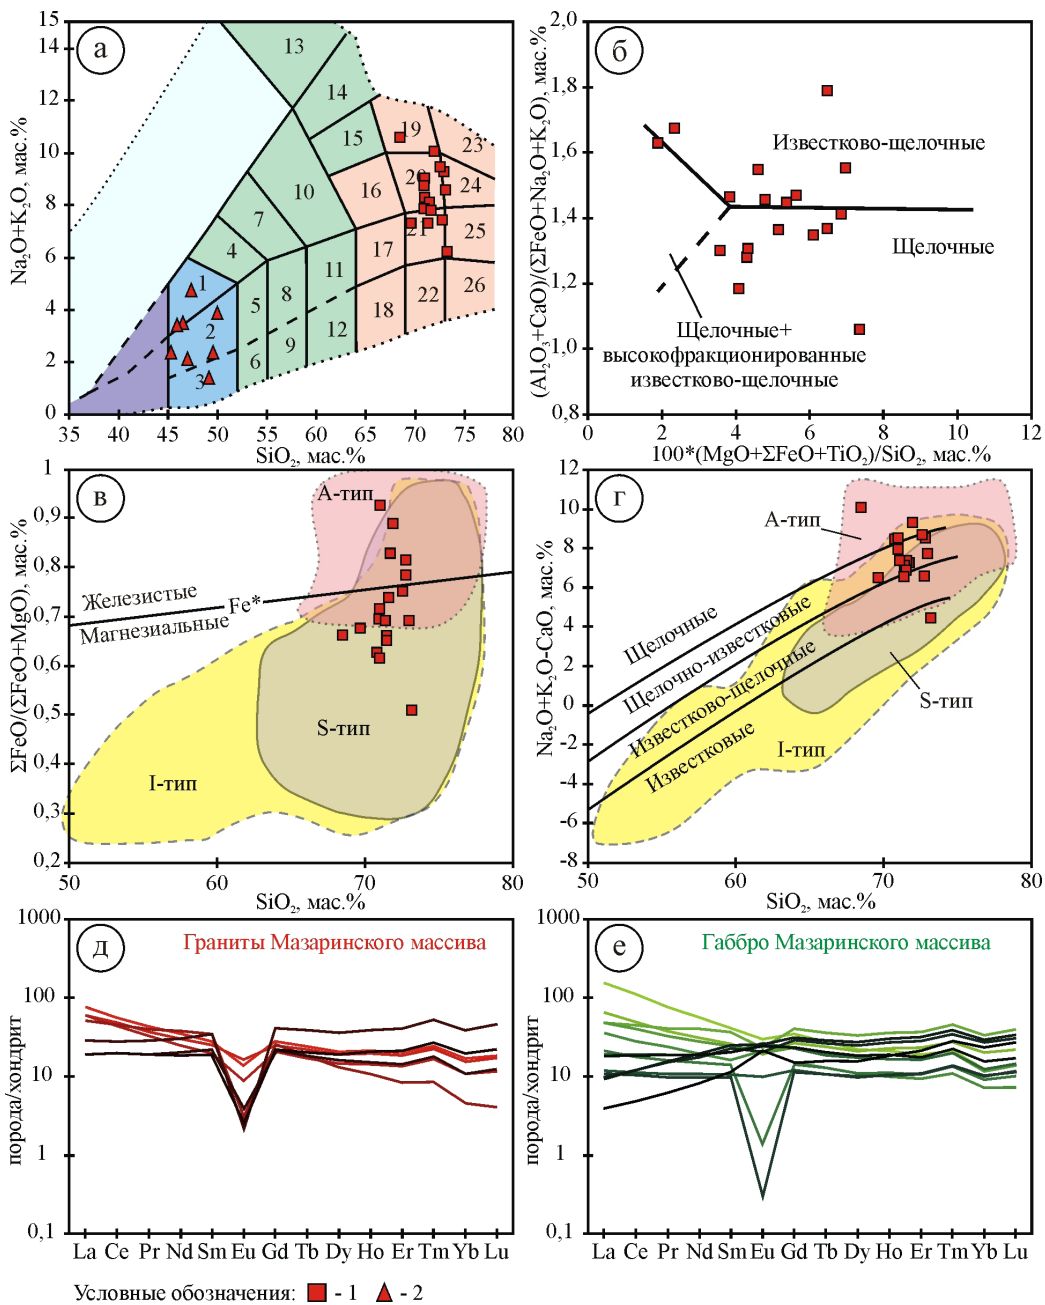 а
Na₂O+K₂O, мас.%
15
14
12
10
8
6
4
2
0
13
14
15
19
23
10
16
20
24
7
21
4
17
25
11
1
8
5
26
22
18
2
12
9
6
3
35
40
45
50
55
60
65
70
75
80
SiO₂, мас.%
б
(Al₂O₃+CaO)/(ΣFeO+Na₂O+K₂O), мас.%
2,0
1,8
1,6
1,4
1,2
1,0
0,8
Известково-щелочные
Щелочные
Щелочные+
высокофракционированные
известково-щелочные
0
2
4
6
8
10
12
100*(MgO+ΣFeO+TiO₂)/SiO₂, мас.%
в
ΣFeO/(ΣFeO+MgO), мас.%
1
0,9
0,8
0,7
0,6
0,5
0,4
0,3
0,2
А-тип
Железистые
Fe*
Магнезиальные
S-тип
I-тип
50
60
70
80
SiO₂, мас.%
г
Na₂O+K₂O-CaO, мас.%
12
10
8
6
4
2
0
-2
-4
-6
-8
А-тип
Щелочные
Щелочно-известковые
Известково-щелочные
Известковые
S-тип
I-тип
50
60
70
80
SiO₂, мас.%
д
Граниты Мазаринского массива
порода/хондрит
1000
100
10
1
0,1
La Ce Pr Nd Sm Eu Gd Tb Dy Ho Er Tm Yb Lu
е
Габбро Мазаринского массива
порода/хондрит
1000
100
10
1
0,1
La Ce Pr Nd Sm Eu Gd Tb Dy Ho Er Tm Yb Lu
Условные обозначения: - 1 - 2